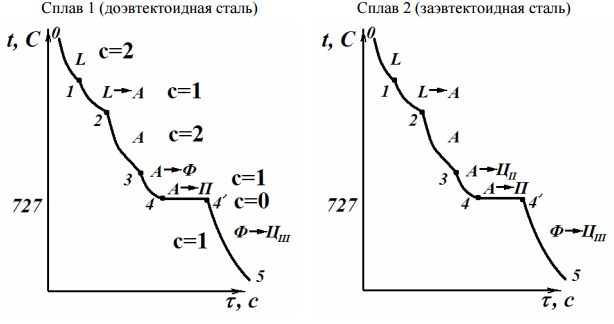 Сплав 1 (доэвтектоидная сталь)
t, C
0
L
c=2
1
L→A
c=1
2
A
c=2
3
A→Ф
A→П
c=1
4
727
4′
c=0
c=1
Ф→Ц_III
5
τ, c
Сплав 2 (заэвтектоидная сталь)
t, C
0
L
1
L→A
2
A
3
A→Ц_II
A→П
4
727
4′
Ф→Ц_III
5
τ, c